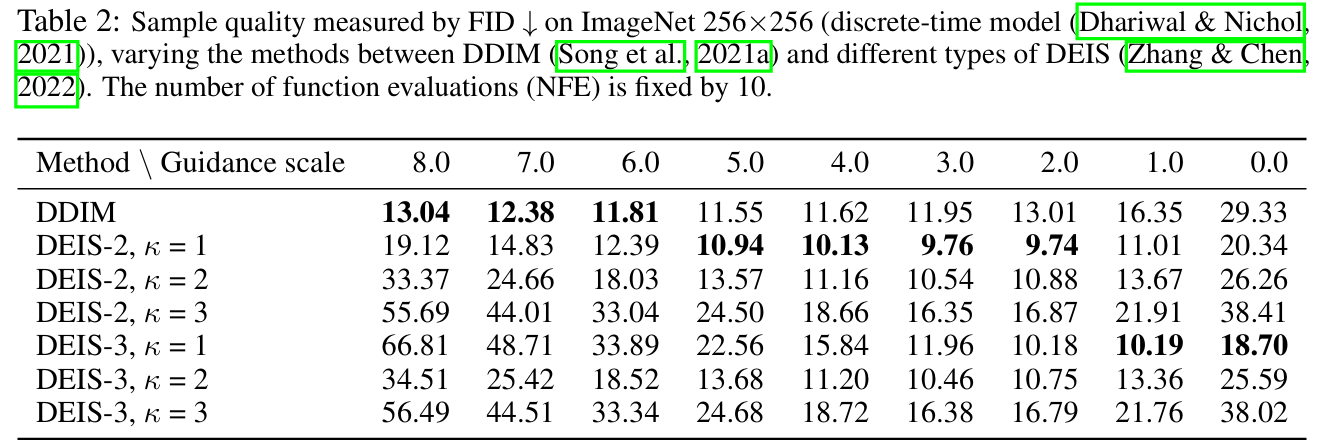 Table 2: Sample quality measured by FID ↓ on ImageNet 256×256 (discrete-time model (Dhariwal & Nichol,
2021)), varying the methods between DDIM (Song et al., 2021a) and different types of DEIS (Zhang & Chen,
2022). The number of function evaluations (NFE) is fixed by 10.
Method \ Guidance scale 8.0 7.0 6.0 5.0 4.0 3.0 2.0 1.0 0.0
DDIM 13.04 12.38 11.81 11.55 11.62 11.95 13.01 16.35 29.33
DEIS-2, κ = 1 19.12 14.83 12.39 10.94 10.13 9.76 9.74 11.01 20.34
DEIS-2, κ = 2 33.37 24.66 18.03 13.57 11.16 10.54 10.88 13.67 26.26
DEIS-2, κ = 3 55.69 44.01 33.04 24.50 18.66 16.35 16.87 21.91 38.41
DEIS-3, κ = 1 66.81 48.71 33.89 22.56 15.84 11.96 10.18 10.19 18.70
DEIS-3, κ = 2 34.51 25.42 18.52 13.68 11.20 10.46 10.75 13.36 25.59
DEIS-3, κ = 3 56.49 44.51 33.34 24.68 18.72 16.38 16.79 21.76 38.02